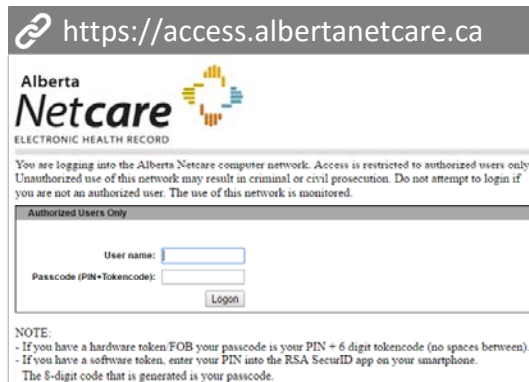 https://access.albertanetcare.ca
Alberta
Netcare
ELECTRONIC HEALTH RECORD
You are logging into the Alberta Netcare computer network. Access is restricted to authorized users only
Unauthorized use of this network may result in criminal or civil prosecution. Do not attempt to login if
you are not an authorized user. The use of this network is monitored.
Authorized Users Only
User name:
Passcode (PIN+Tokencode):
Logon
NOTE:
- If you have a hardware token/FOB your passcode is your PIN + 6 digit tokencode (no spaces between).
- If you have a software token, enter your PIN into the RSA SecurID app on your smartphone.
The 8-digit code that is generated is your passcode.